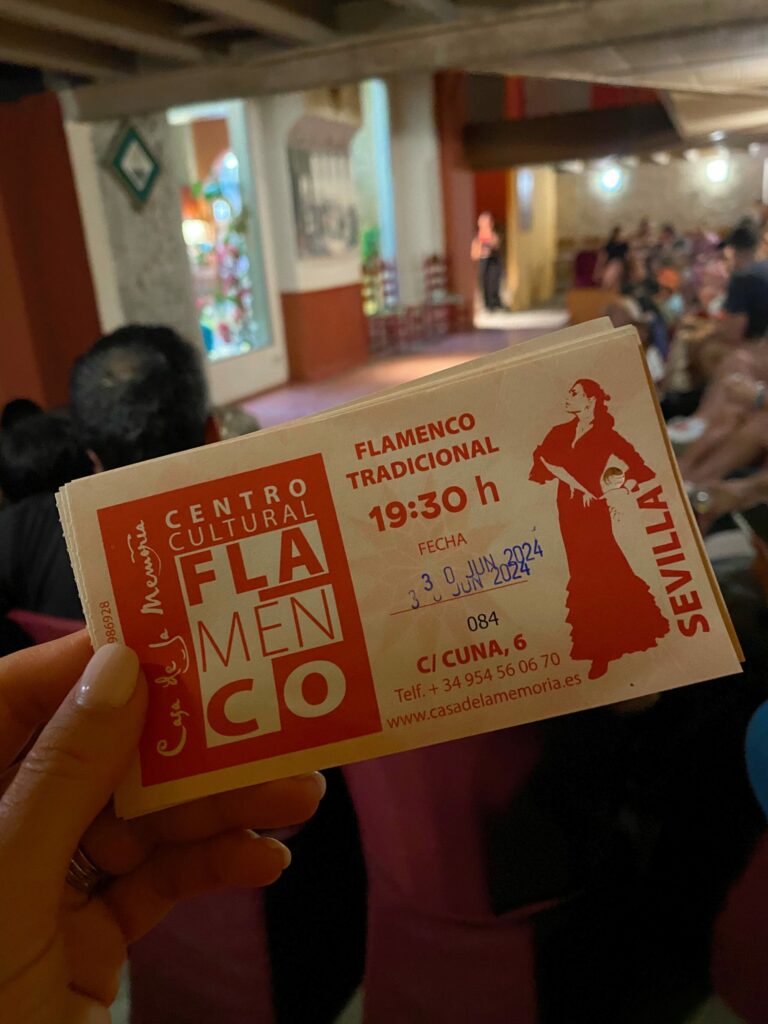 Casa de la Memoria
CENTRO
CULTURAL
FLA
MEN
CO
986928
FLAMENCO
TRADICIONAL
19:30 h
FECHA
30 JUN 2024
30 JUN 2024
084
C/ CUNA, 6
Telf. + 34 954 56 06 70
www.casadelamemoria.es
SEVILLA